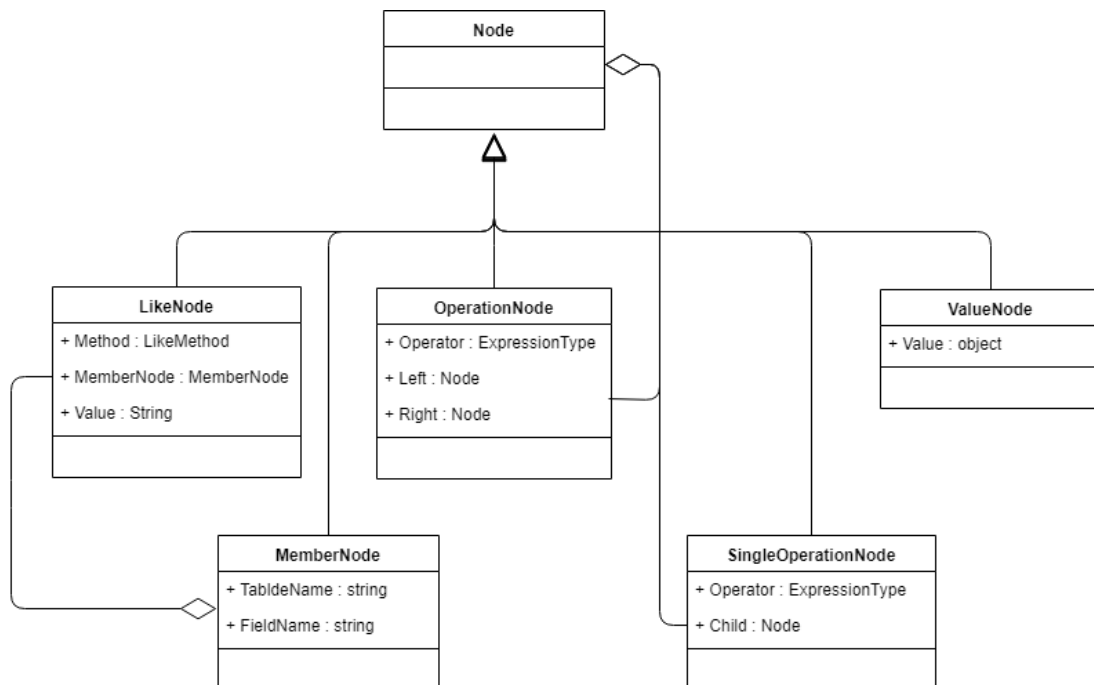 Node
LikeNode
+ Method : LikeMethod
+ MemberNode : MemberNode
+ Value : String
OperationNode
+ Operator : ExpressionType
+ Left : Node
+ Right : Node
ValueNode
+ Value : object
MemberNode
+ TabldeName : string
+ FieldName : string
SingleOperationNode
+ Operator : ExpressionType
+ Child : Node